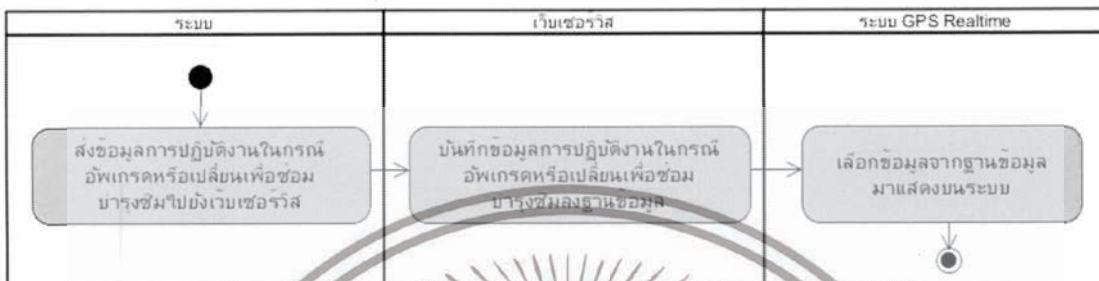 ระบบ
เว็บเซอร์วิส
ระบบ GPS Realtime
ส่งข้อมูลการปฏิบัติงานในกรณี
อัพเกรดหรือเปลี่ยนเพื่อซ่อม
บำรุงซิมไปยังเว็บเซอร์วิส
บันทึกข้อมูลการปฏิบัติงานในกรณี
อัพเกรดหรือเปลี่ยนเพื่อซ่อม
บำรุงซิมลงฐานข้อมูล
เลือกข้อมูลจากฐานข้อมูล
มาแสดงบนระบบ